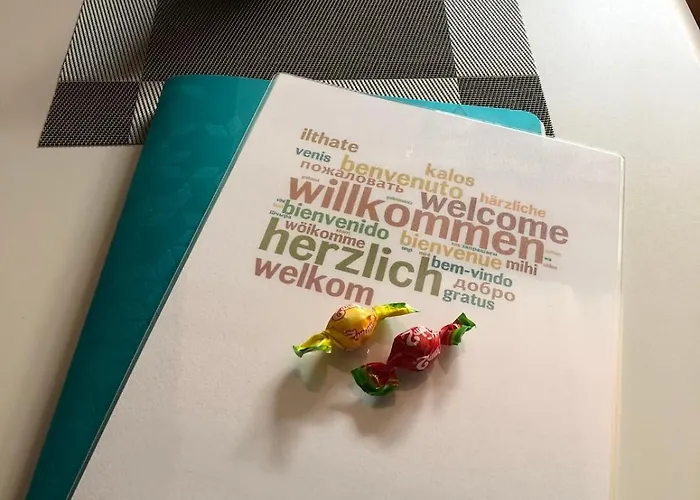 ilthate
venis benvenuto kalos
пожаловать welcome härzliche
willkommen
bienvenido
wöikomme bienvenue
herzlich bem-vindo mihi
welkom добро
gratus